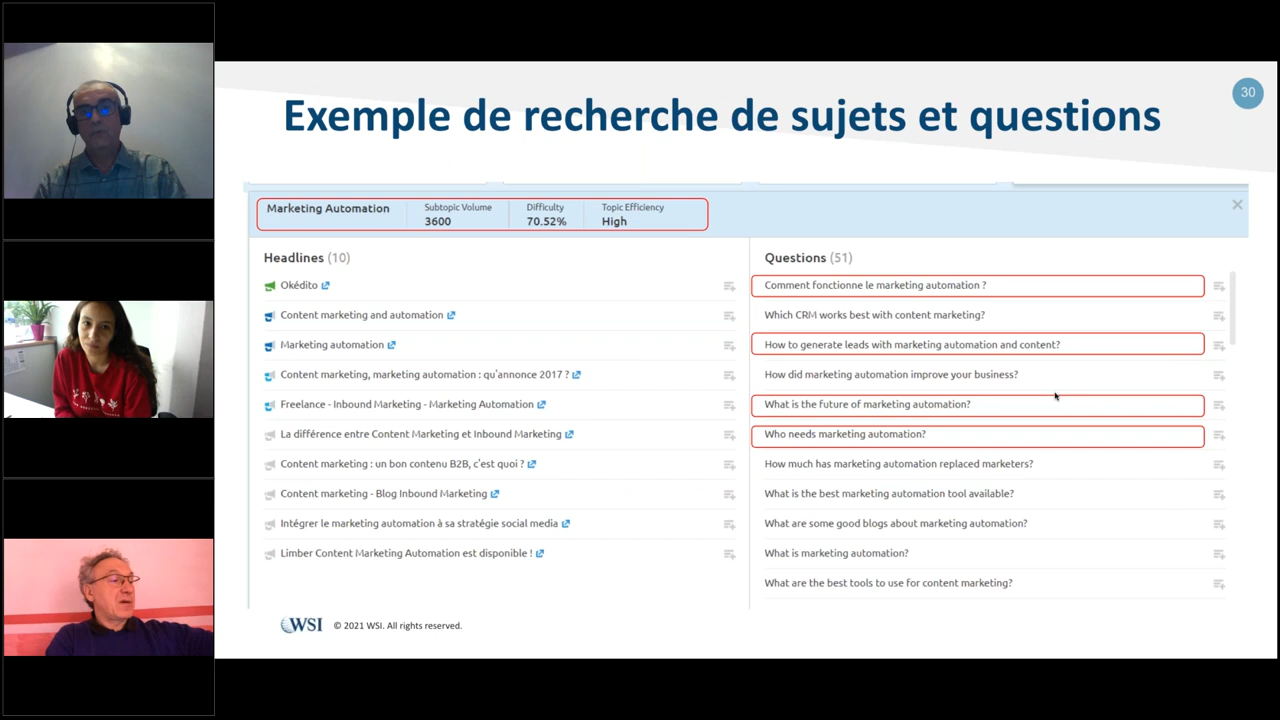 30
Exemple de recherche de sujets et questions
Marketing Automation
Subtopic Volume
3600
Difficulty
70.52%
Topic Efficiency
High
Headlines (10)
Okédito
Content marketing and automation
Marketing automation
Content marketing, marketing automation : qu'annonce 2017 ?
Freelance - Inbound Marketing - Marketing Automation
La différence entre Content Marketing et Inbound Marketing
Content marketing : un bon contenu B2B, c'est quoi ?
Content marketing - Blog Inbound Marketing
Intégrer le marketing automation à sa stratégie social media
Limber Content Marketing Automation est disponible !
Questions (51)
Comment fonctionne le marketing automation ?
Which CRM works best with content marketing?
How to generate leads with marketing automation and content?
How did marketing automation improve your business?
What is the future of marketing automation?
Who needs marketing automation?
How much has marketing automation replaced marketers?
What is the best marketing automation tool available?
What are some good blogs about marketing automation?
What is marketing automation?
What are the best tools to use for content marketing?
WSI © 2021 WSI. All rights reserved.